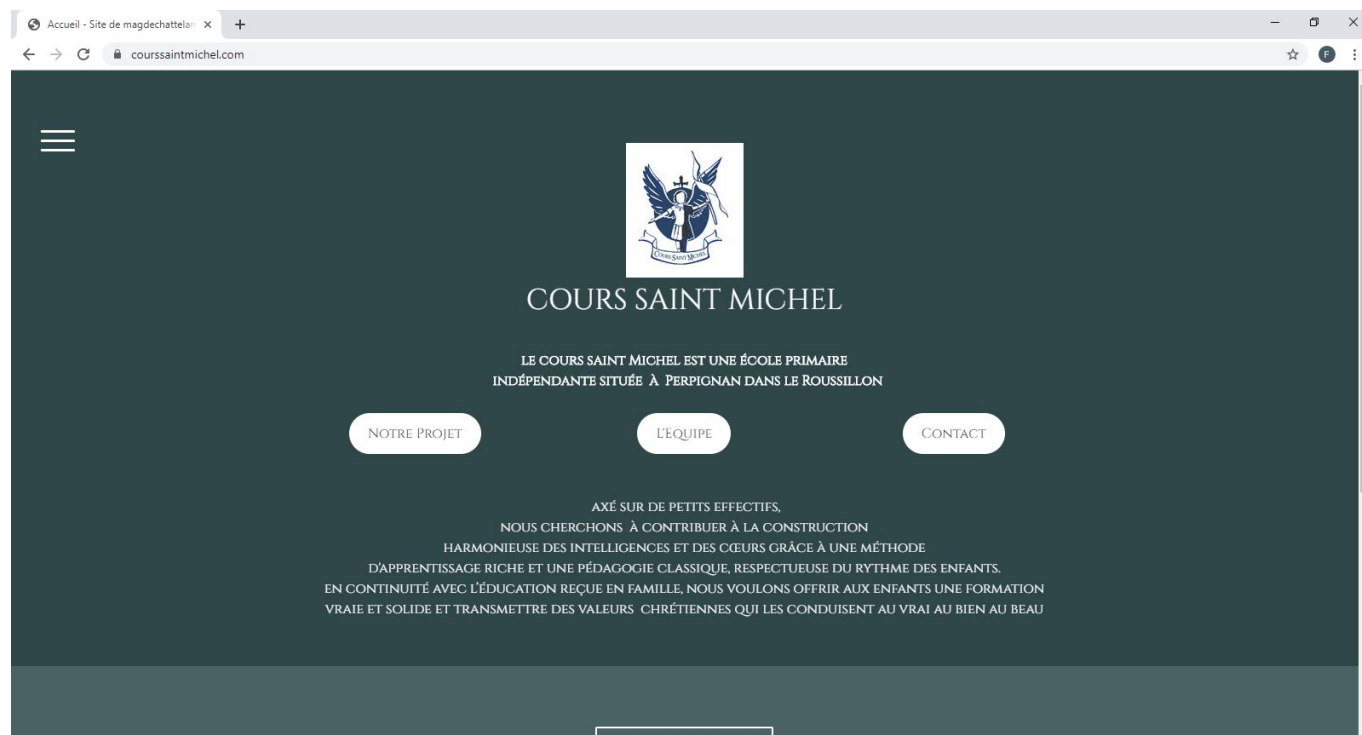 Accueil - Site de magdechattelan
courssaintmichel.com
F
COURS SAINT MICHEL
COURS SAINT MICHEL
LE COURS SAINT MICHEL EST UNE ÉCOLE PRIMAIRE
INDÉPENDANTE SITUÉE À PERPIGNAN DANS LE ROUSSILLON
NOTRE PROJET
L'EQUIPE
CONTACT
AXÉ SUR DE PETITS EFFECTIFS,
NOUS CHERCHONS À CONTRIBUER À LA CONSTRUCTION
HARMONIEUSE DES INTELLIGENCES ET DES CŒURS GRÂCE À UNE MÉTHODE
D'APPRENTISSAGE RICHE ET UNE PÉDAGOGIE CLASSIQUE, RESPECTUEUSE DU RYTHME DES ENFANTS.
EN CONTINUITÉ AVEC L'ÉDUCATION REÇUE EN FAMILLE, NOUS VOULONS OFFRIR AUX ENFANTS UNE FORMATION
VRAIE ET SOLIDE ET TRANSMETTRE DES VALEURS CHRÉTIENNES QUI LES CONDUISENT AU VRAI AU BIEN AU BEAU